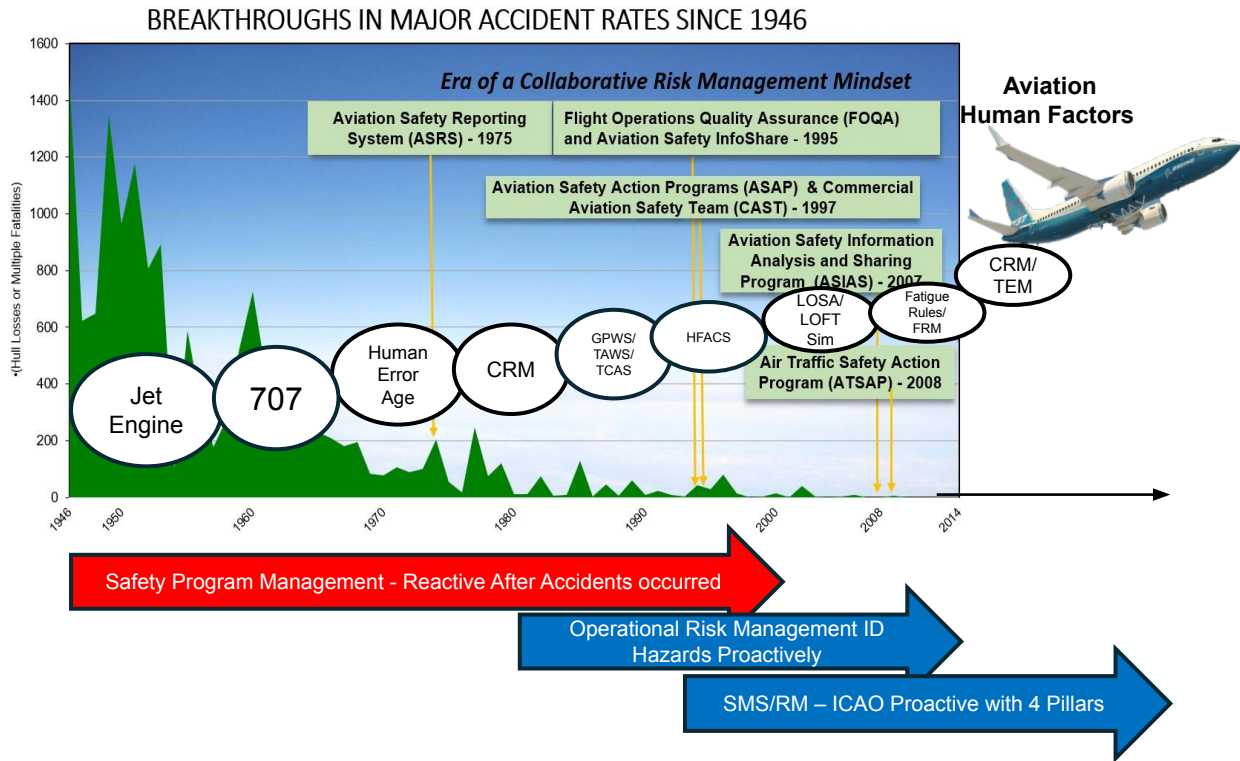 BREAKTHROUGHS IN MAJOR ACCIDENT RATES SINCE 1946
•(Hull Losses or Multiple Fatalities)
1600
1400
1200
1000
800
600
400
200
0
Era of a Collaborative Risk Management Mindset
Aviation Safety Reporting
System (ASRS) - 1975
Flight Operations Quality Assurance (FOQA)
and Aviation Safety InfoShare - 1995
Aviation Safety Action Programs (ASAP) & Commercial
Aviation Safety Team (CAST) - 1997
Aviation Safety Information
Analysis and Sharing
Program (ASIAS) - 2007
Air Traffic Safety Action
Program (ATSAP) - 2008
Aviation
Human Factors
BOEING
737
MAX
Jet
Engine
707
Human
Error
Age
CRM
GPWS/
TAWS/
TCAS
HFACS
LOSA/
LOFT
Sim
Fatigue
Rules/
FRM
CRM/
TEM
1946
1950
1960
1970
1980
1990
2000
2008
2014
Safety Program Management - Reactive After Accidents occurred
Operational Risk Management ID
Hazards Proactively
SMS/RM – ICAO Proactive with 4 Pillars